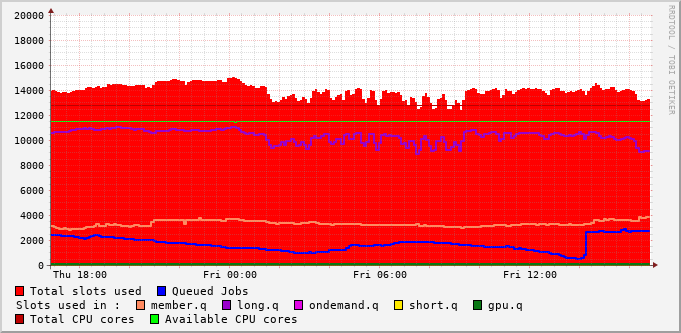 20000
18000
16000
14000
12000
10000
8000
6000
4000
2000
0
Thu 18:00 Fri 00:00 Fri 06:00 Fri 12:00
RRDTOOL / TOBI OETIKER
Total slots used Queued Jobs
Slots used in : member.q long.q ondemand.q short.q gpu.q
Total CPU cores Available CPU cores